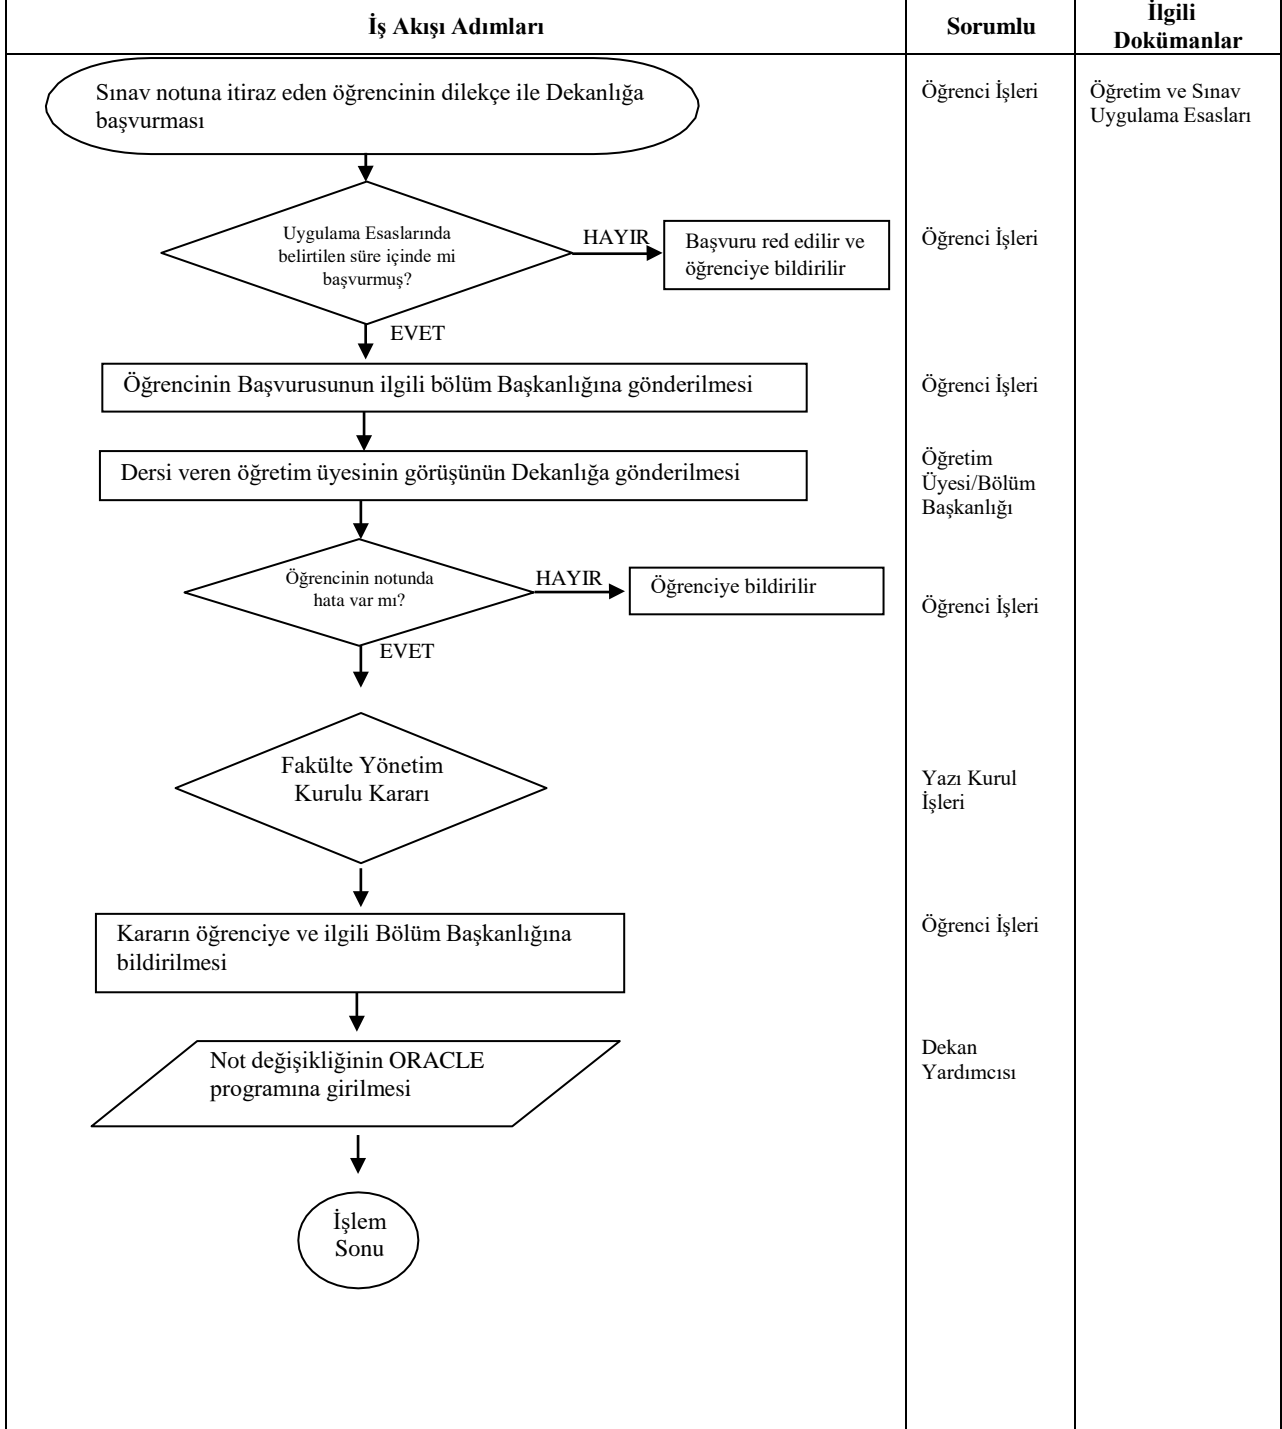 İş Akışı Adımları
Sorumlu
İlgili
Dokümanlar
Sınav notuna itiraz eden öğrencinin dilekçe ile Dekanlığa
başvurması
Öğrenci İşleri
Öğretim ve Sınav
Uygulama Esasları
Uygulama Esaslarında
belirtilen süre içinde mi
başvurmuş?
HAYIR
Başvuru red edilir ve
öğrenciye bildirilir
Öğrenci İşleri
EVET
Öğrencinin Başvurusunun ilgili bölüm Başkanlığına gönderilmesi
Öğrenci İşleri
Dersi veren öğretim üyesinin görüşünün Dekanlığa gönderilmesi
Öğretim
Üyesi/Bölüm
Başkanlığı
Öğrencinin notunda
hata var mı?
HAYIR
Öğrenciye bildirilir
Öğrenci İşleri
EVET
Fakülte Yönetim
Kurulu Kararı
Yazı Kurul
İşleri
Kararın öğrenciye ve ilgili Bölüm Başkanlığına
bildirilmesi
Öğrenci İşleri
Not değişikliğinin ORACLE
programına girilmesi
Dekan
Yardımcısı
İşlem
Sonu